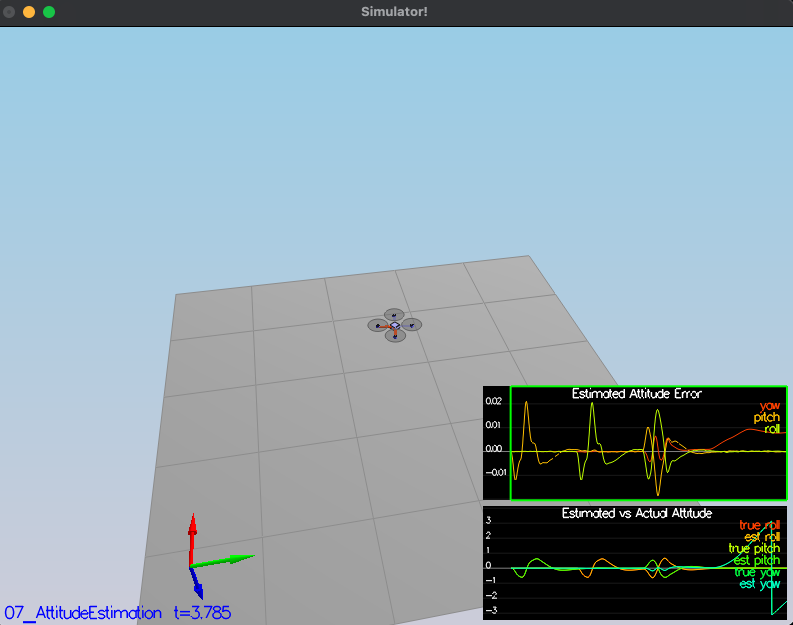 Simulator!
Estimated Attitude Error
0.02
yaw
pitch
0.01
roll
0.00
-0.01
Estimated vs Actual Attitude
3
true roll
2
est roll
1
true pitch
0
est pitch
true yaw
-1
est yaw
-2
-3
07_AttitudeEstimation t=3.785